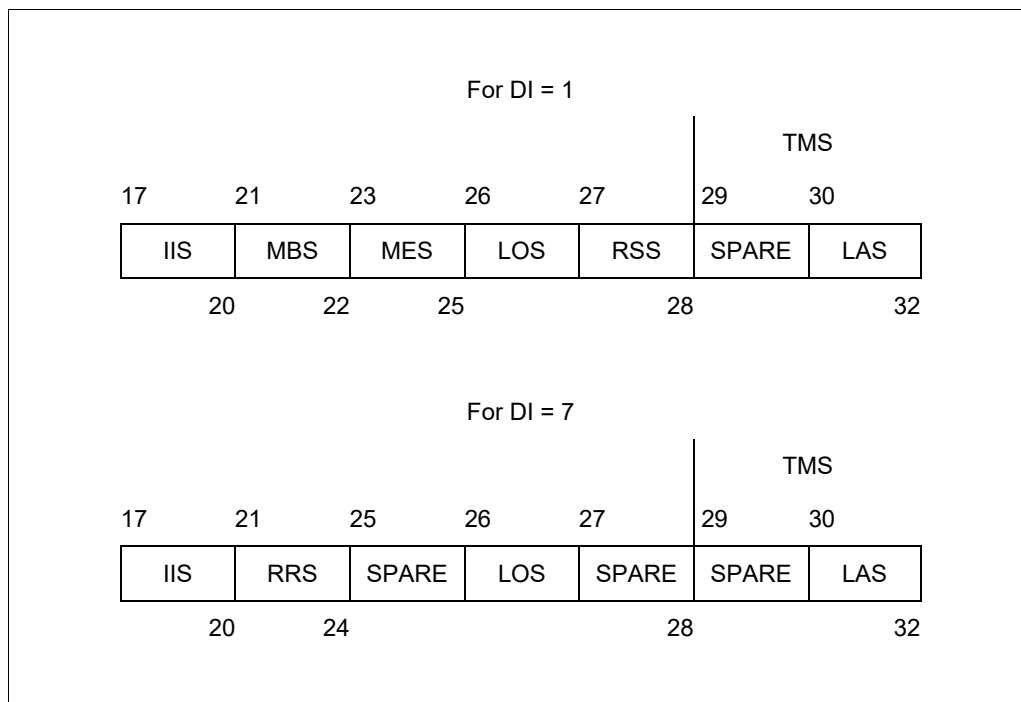 For DI = 1
TMS
17 21 23 26 27 29 30
IIS MBS MES LOS RSS SPARE LAS
20 22 25 28 32
For DI = 7
TMS
17 21 25 26 27 29 30
IIS RRS SPARE LOS SPARE SPARE LAS
20 24 28 32